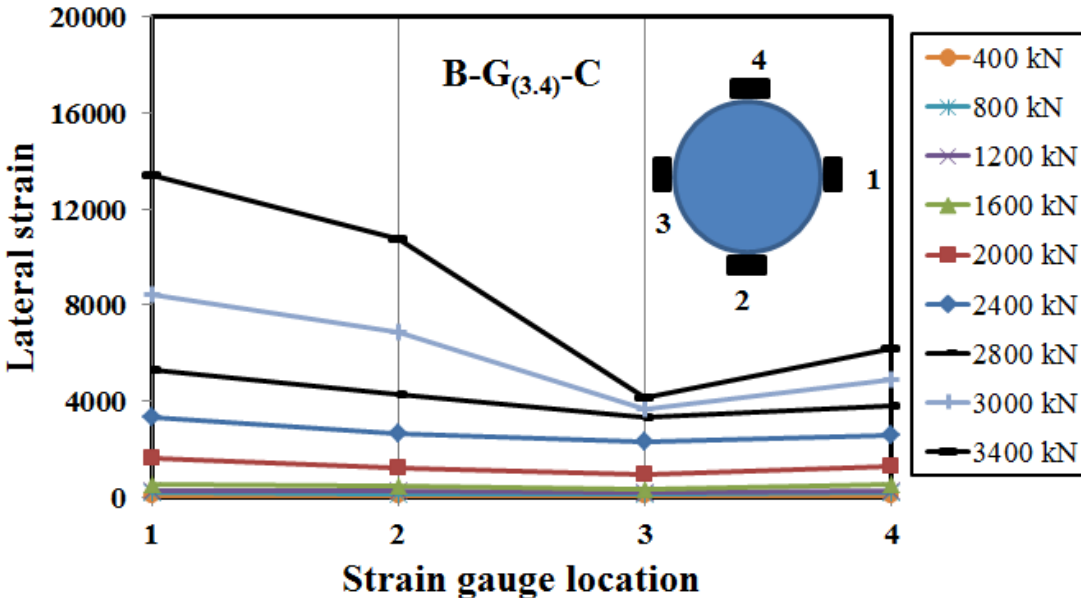 20000
16000
12000
8000
4000
0
Lateral strain
1 2 3 4
Strain gauge location
B-G(3.4)-C
4
1
3
2
400 kN
800 kN
1200 kN
1600 kN
2000 kN
2400 kN
2800 kN
3000 kN
3400 kN